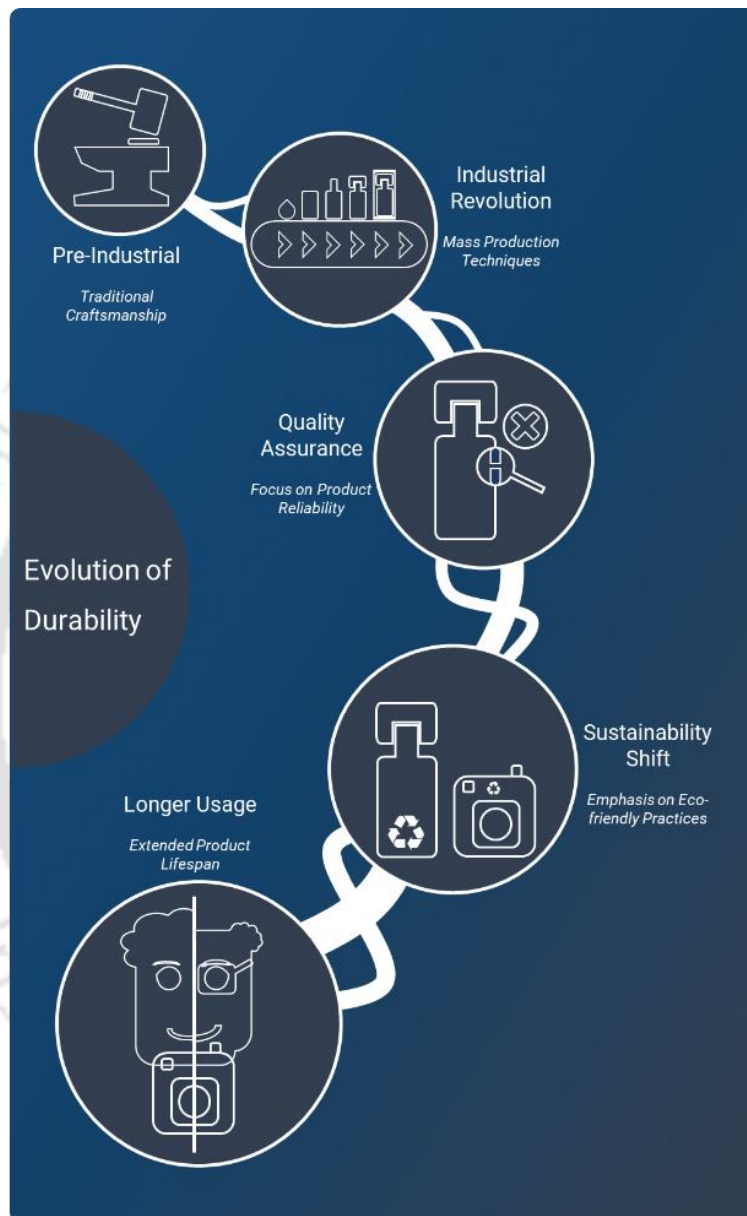 Pre-Industrial
Traditional
Craftsmanship
Industrial
Revolution
Mass Production
Techniques
Quality
Assurance
Focus on Product
Reliability
Evolution of
Durability
Sustainability
Shift
Emphasis on Eco-
friendly Practices
Longer Usage
Extended Product
Lifespan